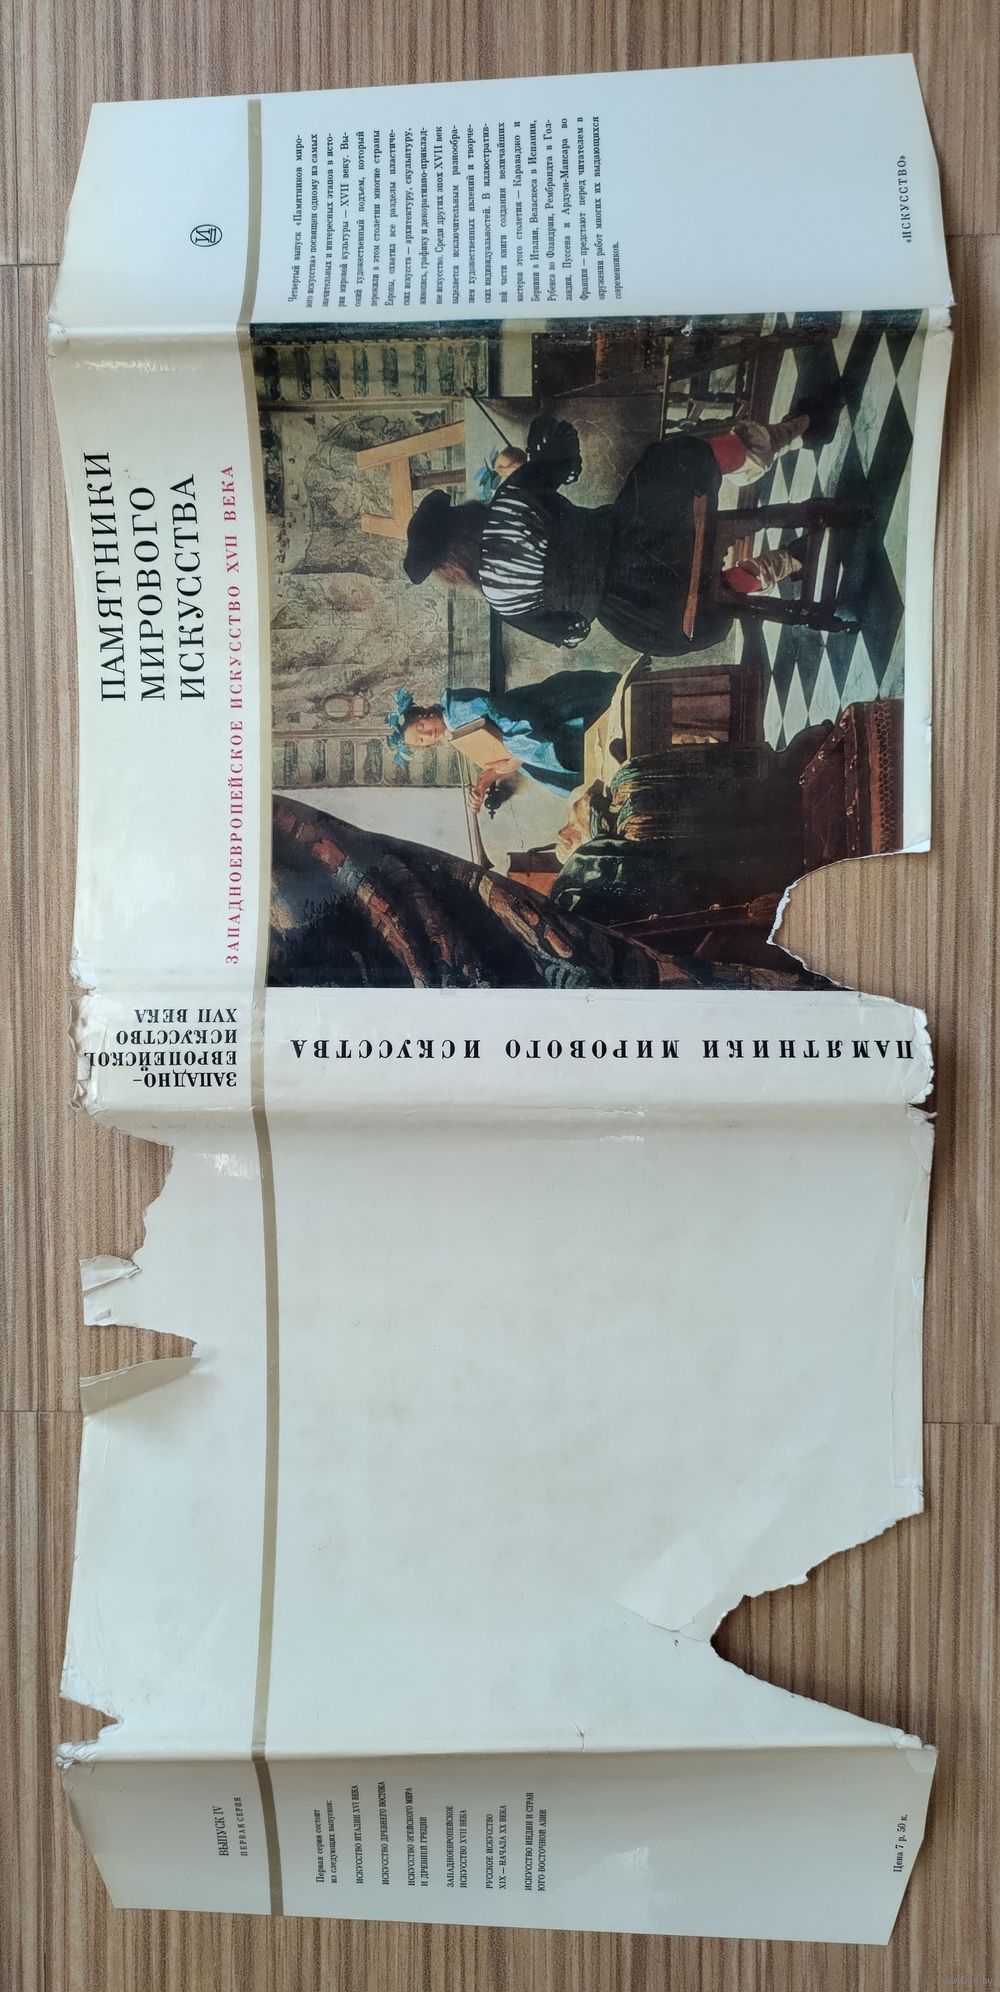 ПАМЯТНИКИ
МИРОВОГО
ИСКУССТВА
ЗАПАДНОЕВРОПЕЙСКОЕ ИСКУССТВО XVII ВЕКА
Четвертый выпуск «Памятников миро-
вого искусства» посвящен одному из самых
значительных и интересных этапов в исто-
рии мировой культуры — XVII веку. Вы-
сокий художественный подъем, который
пережили в этом столетии многие страны
Европы, охватил все разделы пластиче-
ских искусств — архитектуру, скульптуру,
живопись, графику и декоративно-приклад-
ное искусство. Среди других эпох XVII век
выделяется исключительным разнообра-
зием художественных явлений и творче-
ских индивидуальностей. В иллюстратив-
ной части книги создания величайших
мастеров этого столетия — Караваджо и
Бернини в Италии, Веласкеса в Испании,
Рубенса во Фландрии, Рембрандта в Гол-
ландии, Пуссена и Ардуэн-Мансара во
Франции — предстают перед читателем в
окружении работ многих их выдающихся
современников.
«ИСКУССТВО»
ЗАПАДНО-
ЕВРОПЕЙСКОЕ
ИСКУССТВО
XVII ВЕКА
ПАМЯТНИКИ МИРОВОГО ИСКУССТВА
ВЫПУСК IV
ПЕРВАЯ СЕРИЯ
Первая серия состоит
из следующих выпусков:
ИСКУССТВО ИТАЛИИ XVI ВЕКА
ИСКУССТВО ДРЕВНЕГО ВОСТОКА
ИСКУССТВО ЭГЕЙСКОГО МИРА
И ДРЕВНЕЙ ГРЕЦИИ
ЗАПАДНОЕВРОПЕЙСКОЕ
ИСКУССТВО XVII ВЕКА
РУССКОЕ ИСКУССТВО
XIX — НАЧАЛА XX ВЕКА
ИСКУССТВО ИНДИИ И СТРАН
ЮГО-ВОСТОЧНОЙ АЗИИ
Цена 7 р. 50 к.